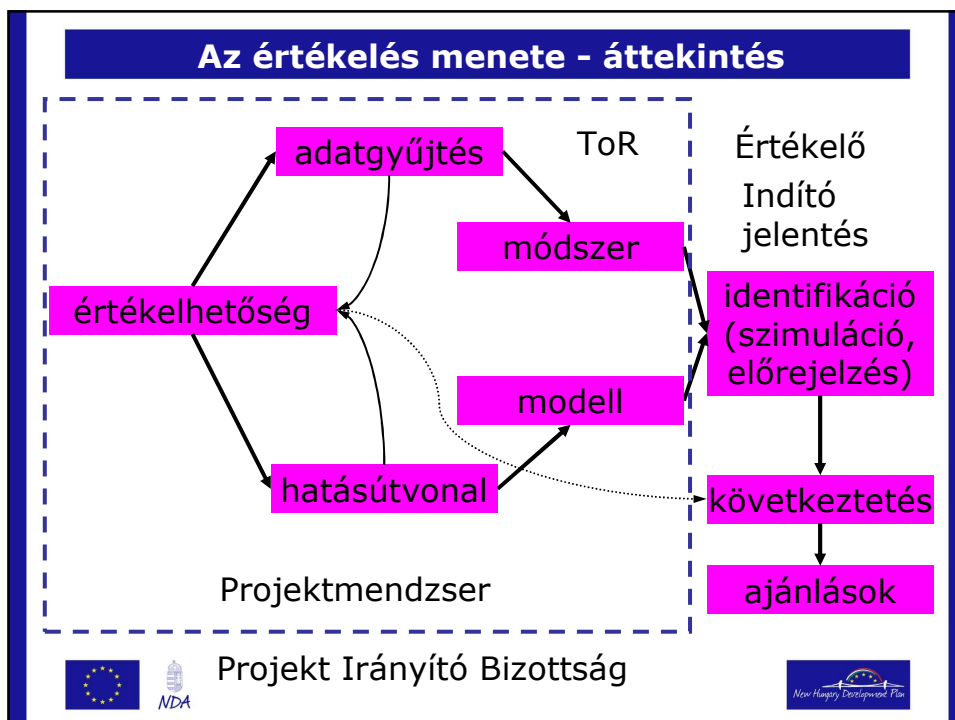 Az értékelés menete - áttekintés
adatgyűjtés
ToR
Értékelő
Indító
jelentés
módszer
értékelhetőség
identifikáció
(szimuláció,
előrejelzés)
modell
hatásútvonal
következtetés
Projektmendzser
ajánlások
Projekt Irányító Bizottság
NDA
New Hungary Development Plan